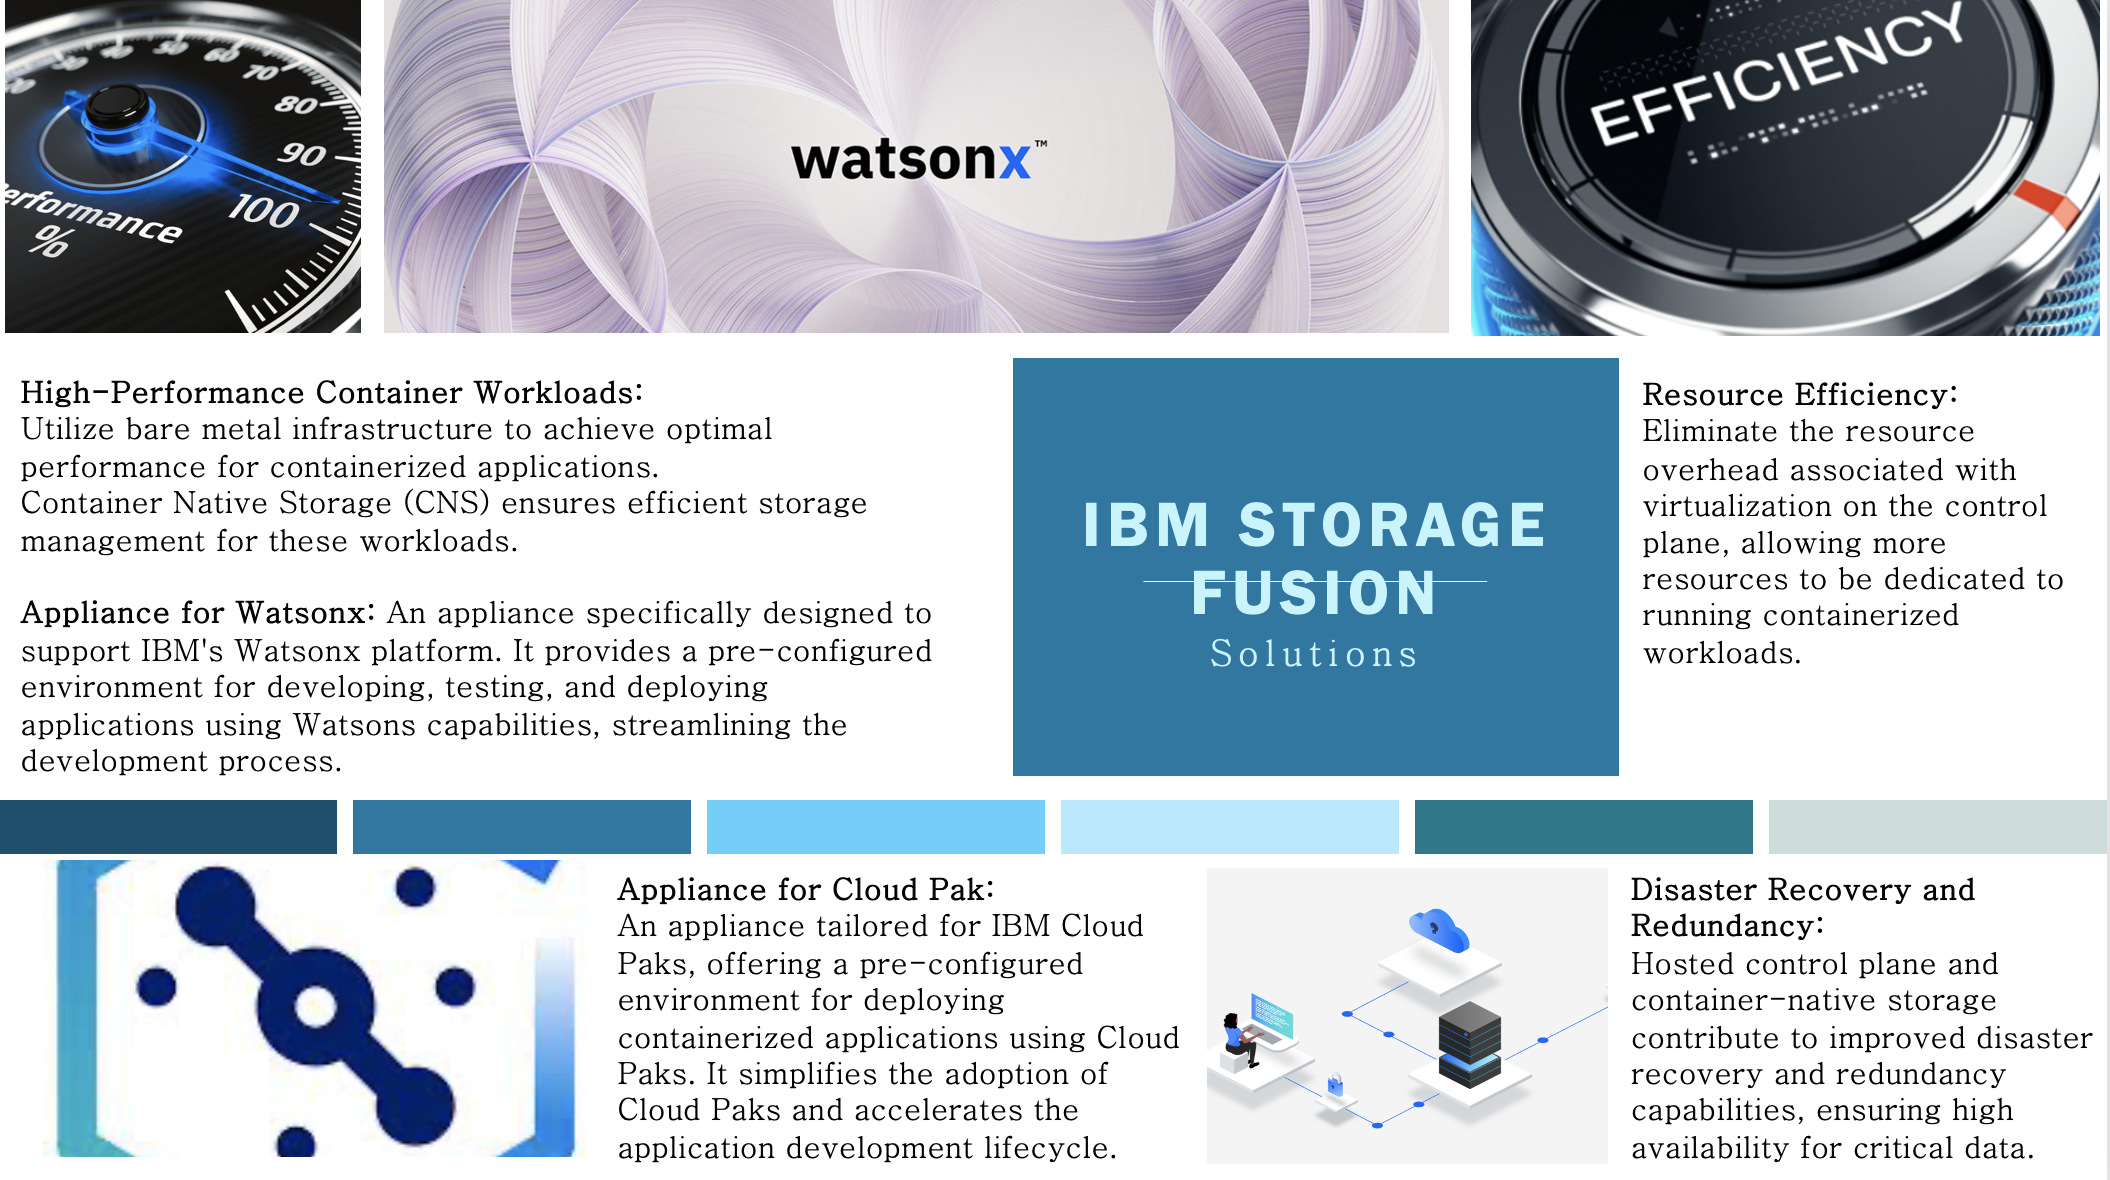 50
60
70
80
90
100
erformance
%
watsonx™
EFFICIENCY
High-Performance Container Workloads:
Utilize bare metal infrastructure to achieve optimal
performance for containerized applications.
Container Native Storage (CNS) ensures efficient storage
management for these workloads.
Appliance for Watsonx: An appliance specifically designed to
support IBM's Watsonx platform. It provides a pre-configured
environment for developing, testing, and deploying
applications using Watsons capabilities, streamlining the
development process.
IBM STORAGE
FUSION
Solutions
Resource Efficiency:
Eliminate the resource
overhead associated with
virtualization on the control
plane, allowing more
resources to be dedicated to
running containerized
workloads.
Appliance for Cloud Pak:
An appliance tailored for IBM Cloud
Paks, offering a pre-configured
environment for deploying
containerized applications using Cloud
Paks. It simplifies the adoption of
Cloud Paks and accelerates the
application development lifecycle.
Disaster Recovery and
Redundancy:
Hosted control plane and
container-native storage
contribute to improved disaster
recovery and redundancy
capabilities, ensuring high
availability for critical data.